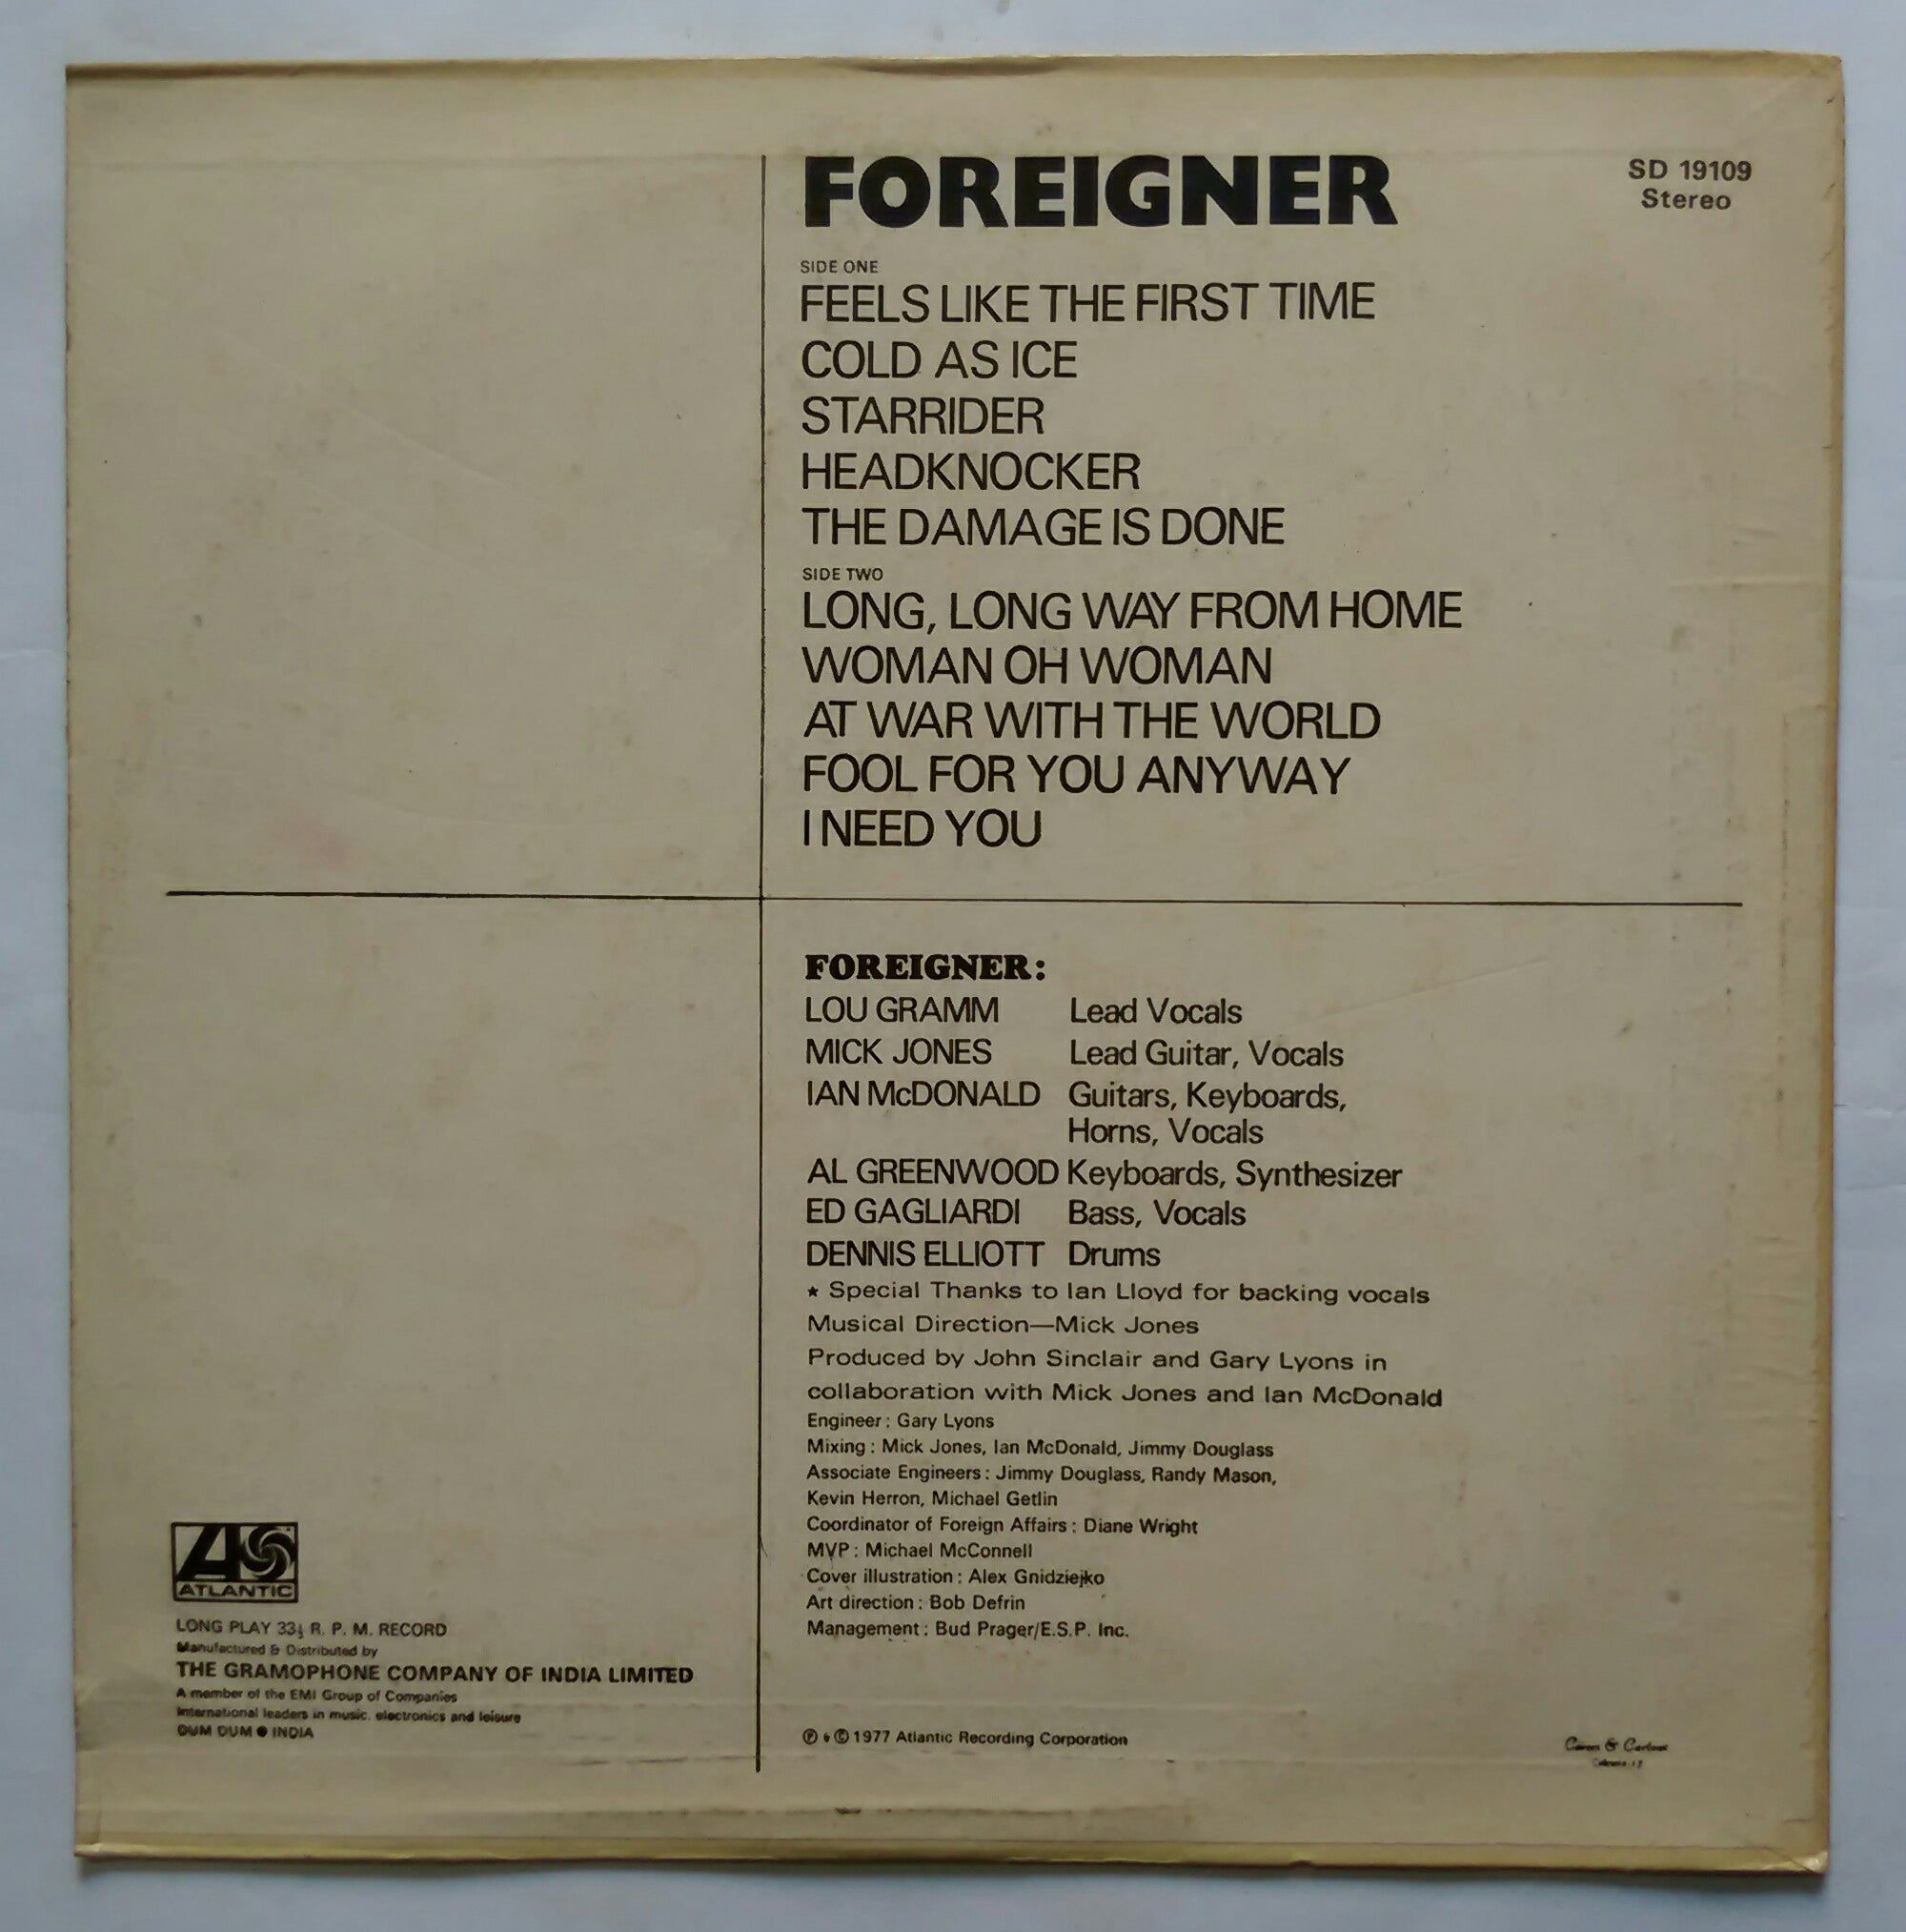 FOREIGNER
SD 19109
Stereo
SIDE ONE
FEELS LIKE THE FIRST TIME
COLD AS ICE
STARRIDER
HEADKNOCKER
THE DAMAGE IS DONE
SIDE TWO
LONG, LONG WAY FROM HOME
WOMAN OH WOMAN
AT WAR WITH THE WORLD
FOOL FOR YOU ANYWAY
I NEED YOU
FOREIGNER:
LOU GRAMM Lead Vocals
MICK JONES Lead Guitar, Vocals
IAN McDONALD Guitars, Keyboards,
Horns, Vocals
AL GREENWOOD Keyboards, Synthesizer
ED GAGLIARDI Bass, Vocals
DENNIS ELLIOTT Drums
★ Special Thanks to Ian Lloyd for backing vocals
Musical Direction—Mick Jones
Produced by John Sinclair and Gary Lyons in
collaboration with Mick Jones and Ian McDonald
Engineer : Gary Lyons
Mixing : Mick Jones, Ian McDonald, Jimmy Douglass
Associate Engineers : Jimmy Douglass, Randy Mason,
Kevin Herron, Michael Getlin
Coordinator of Foreign Affairs : Diane Wright
MVP : Michael McConnell
Cover illustration : Alex Gnidziejko
Art direction : Bob Defrin
Management : Bud Prager/E.S.P. Inc.
ATLANTIC
LONG PLAY 33⅓ R. P. M. RECORD
Manufactured & Distributed by
THE GRAMOPHONE COMPANY OF INDIA LIMITED
A member of the EMI Group of Companies
International leaders in music, electronics and leisure
DUM DUM ● INDIA
℗ & © 1977 Atlantic Recording Corporation